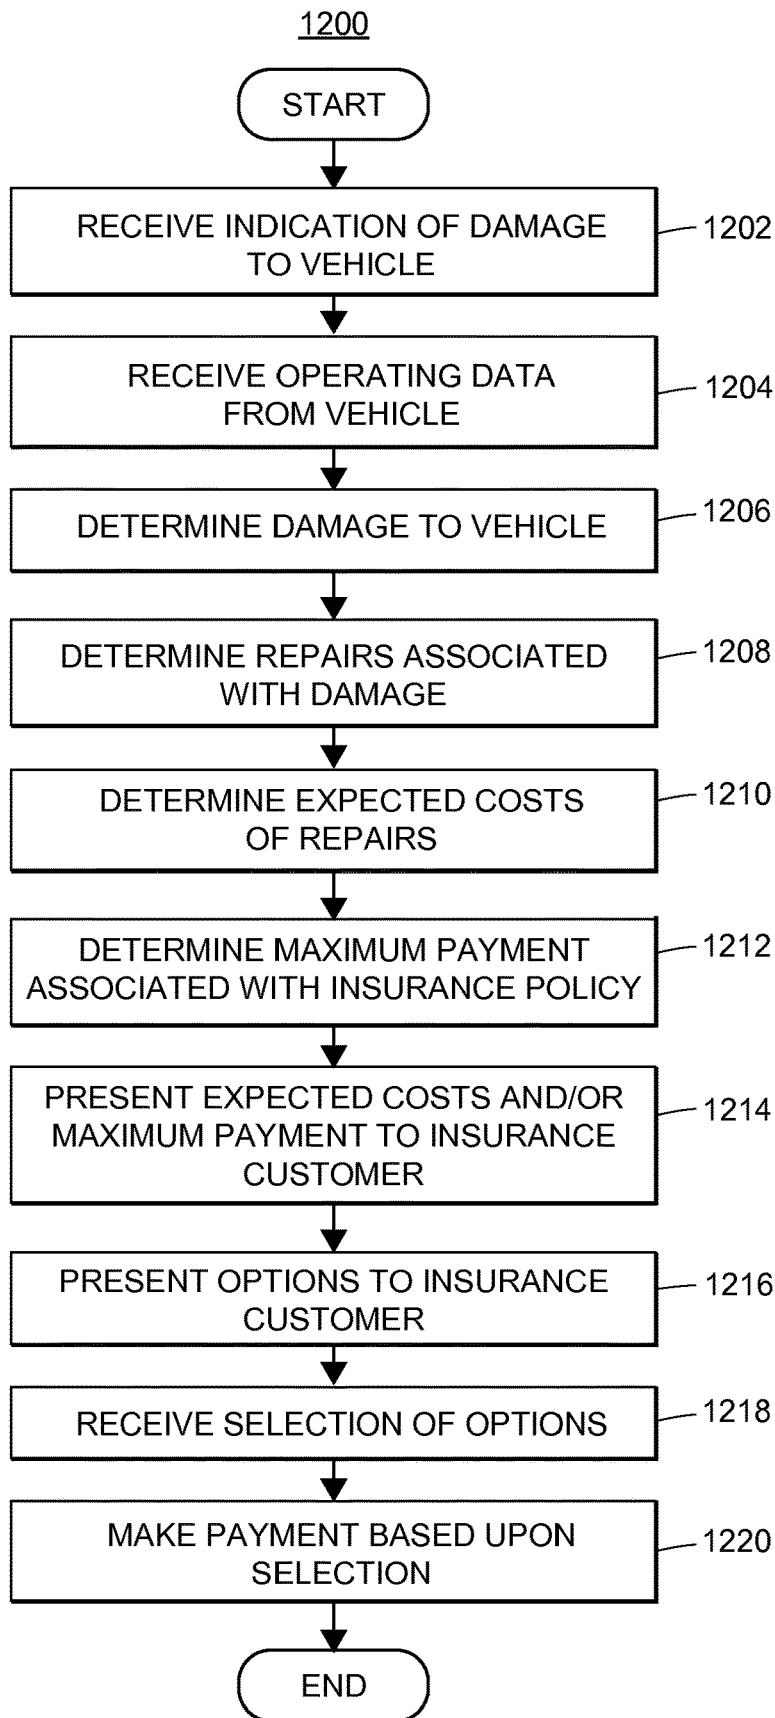 1200
START
RECEIVE INDICATION OF DAMAGE
TO VEHICLE
1202
RECEIVE OPERATING DATA
FROM VEHICLE
1204
DETERMINE DAMAGE TO VEHICLE
1206
DETERMINE REPAIRS ASSOCIATED
WITH DAMAGE
1208
DETERMINE EXPECTED COSTS
OF REPAIRS
1210
DETERMINE MAXIMUM PAYMENT
ASSOCIATED WITH INSURANCE POLICY
1212
PRESENT EXPECTED COSTS AND/OR
MAXIMUM PAYMENT TO INSURANCE
CUSTOMER
1214
PRESENT OPTIONS TO INSURANCE
CUSTOMER
1216
RECEIVE SELECTION OF OPTIONS
1218
MAKE PAYMENT BASED UPON
SELECTION
1220
END